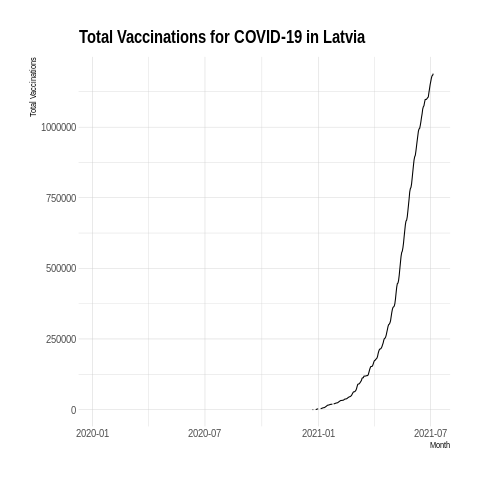 Total Vaccinations for COVID-19 in Latvia
Total Vaccinations
1000000
750000
500000
250000
0
2020-01 2020-07 2021-01 2021-07
Month